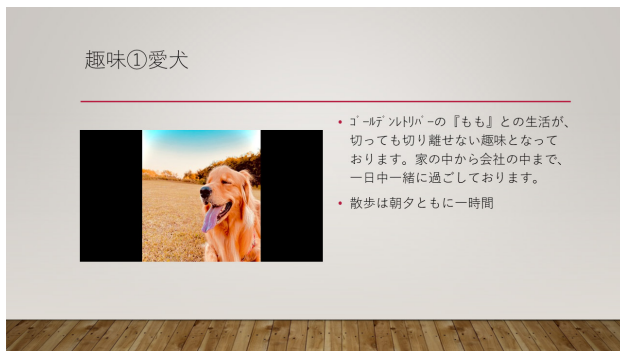 趣味①愛犬
• ｺﾞｰﾙﾃﾞﾝﾚﾄﾘﾊﾞｰの『もも』との生活が、
切っても切り離せない趣味となって
おります。家の中から会社の中まで、
一日中一緒に過ごしております。
• 散歩は朝夕ともに一時間